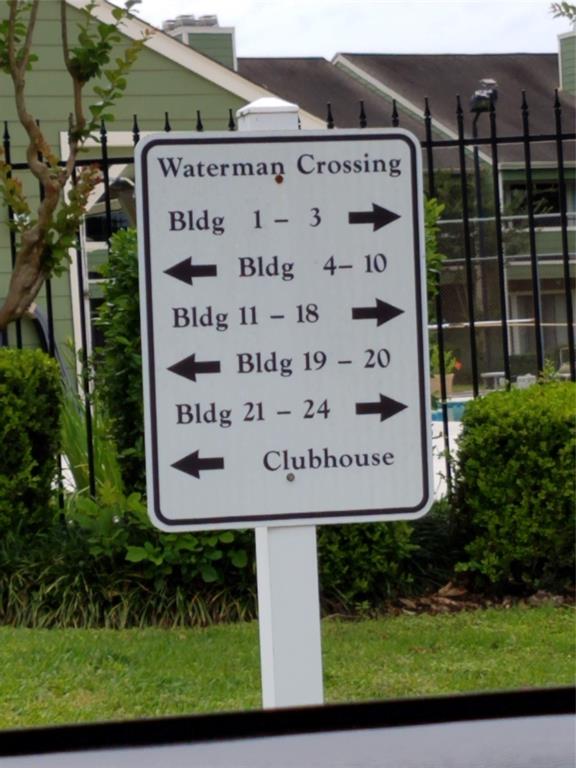 Waterman Crossing
Bldg 1 – 3
Bldg 4– 10
Bldg 11 – 18
Bldg 19 – 20
Bldg 21 – 24
Clubhouse